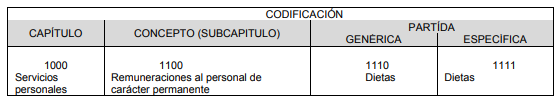 CODIFICACIÓN
CAPÍTULO CONCEPTO (SUBCAPITULO) PARTÍDA
GENÉRICA ESPECÍFICA
1000 1100 1110 1111
Servicios Remuneraciones al personal de Dietas Dietas
personales carácter permanente